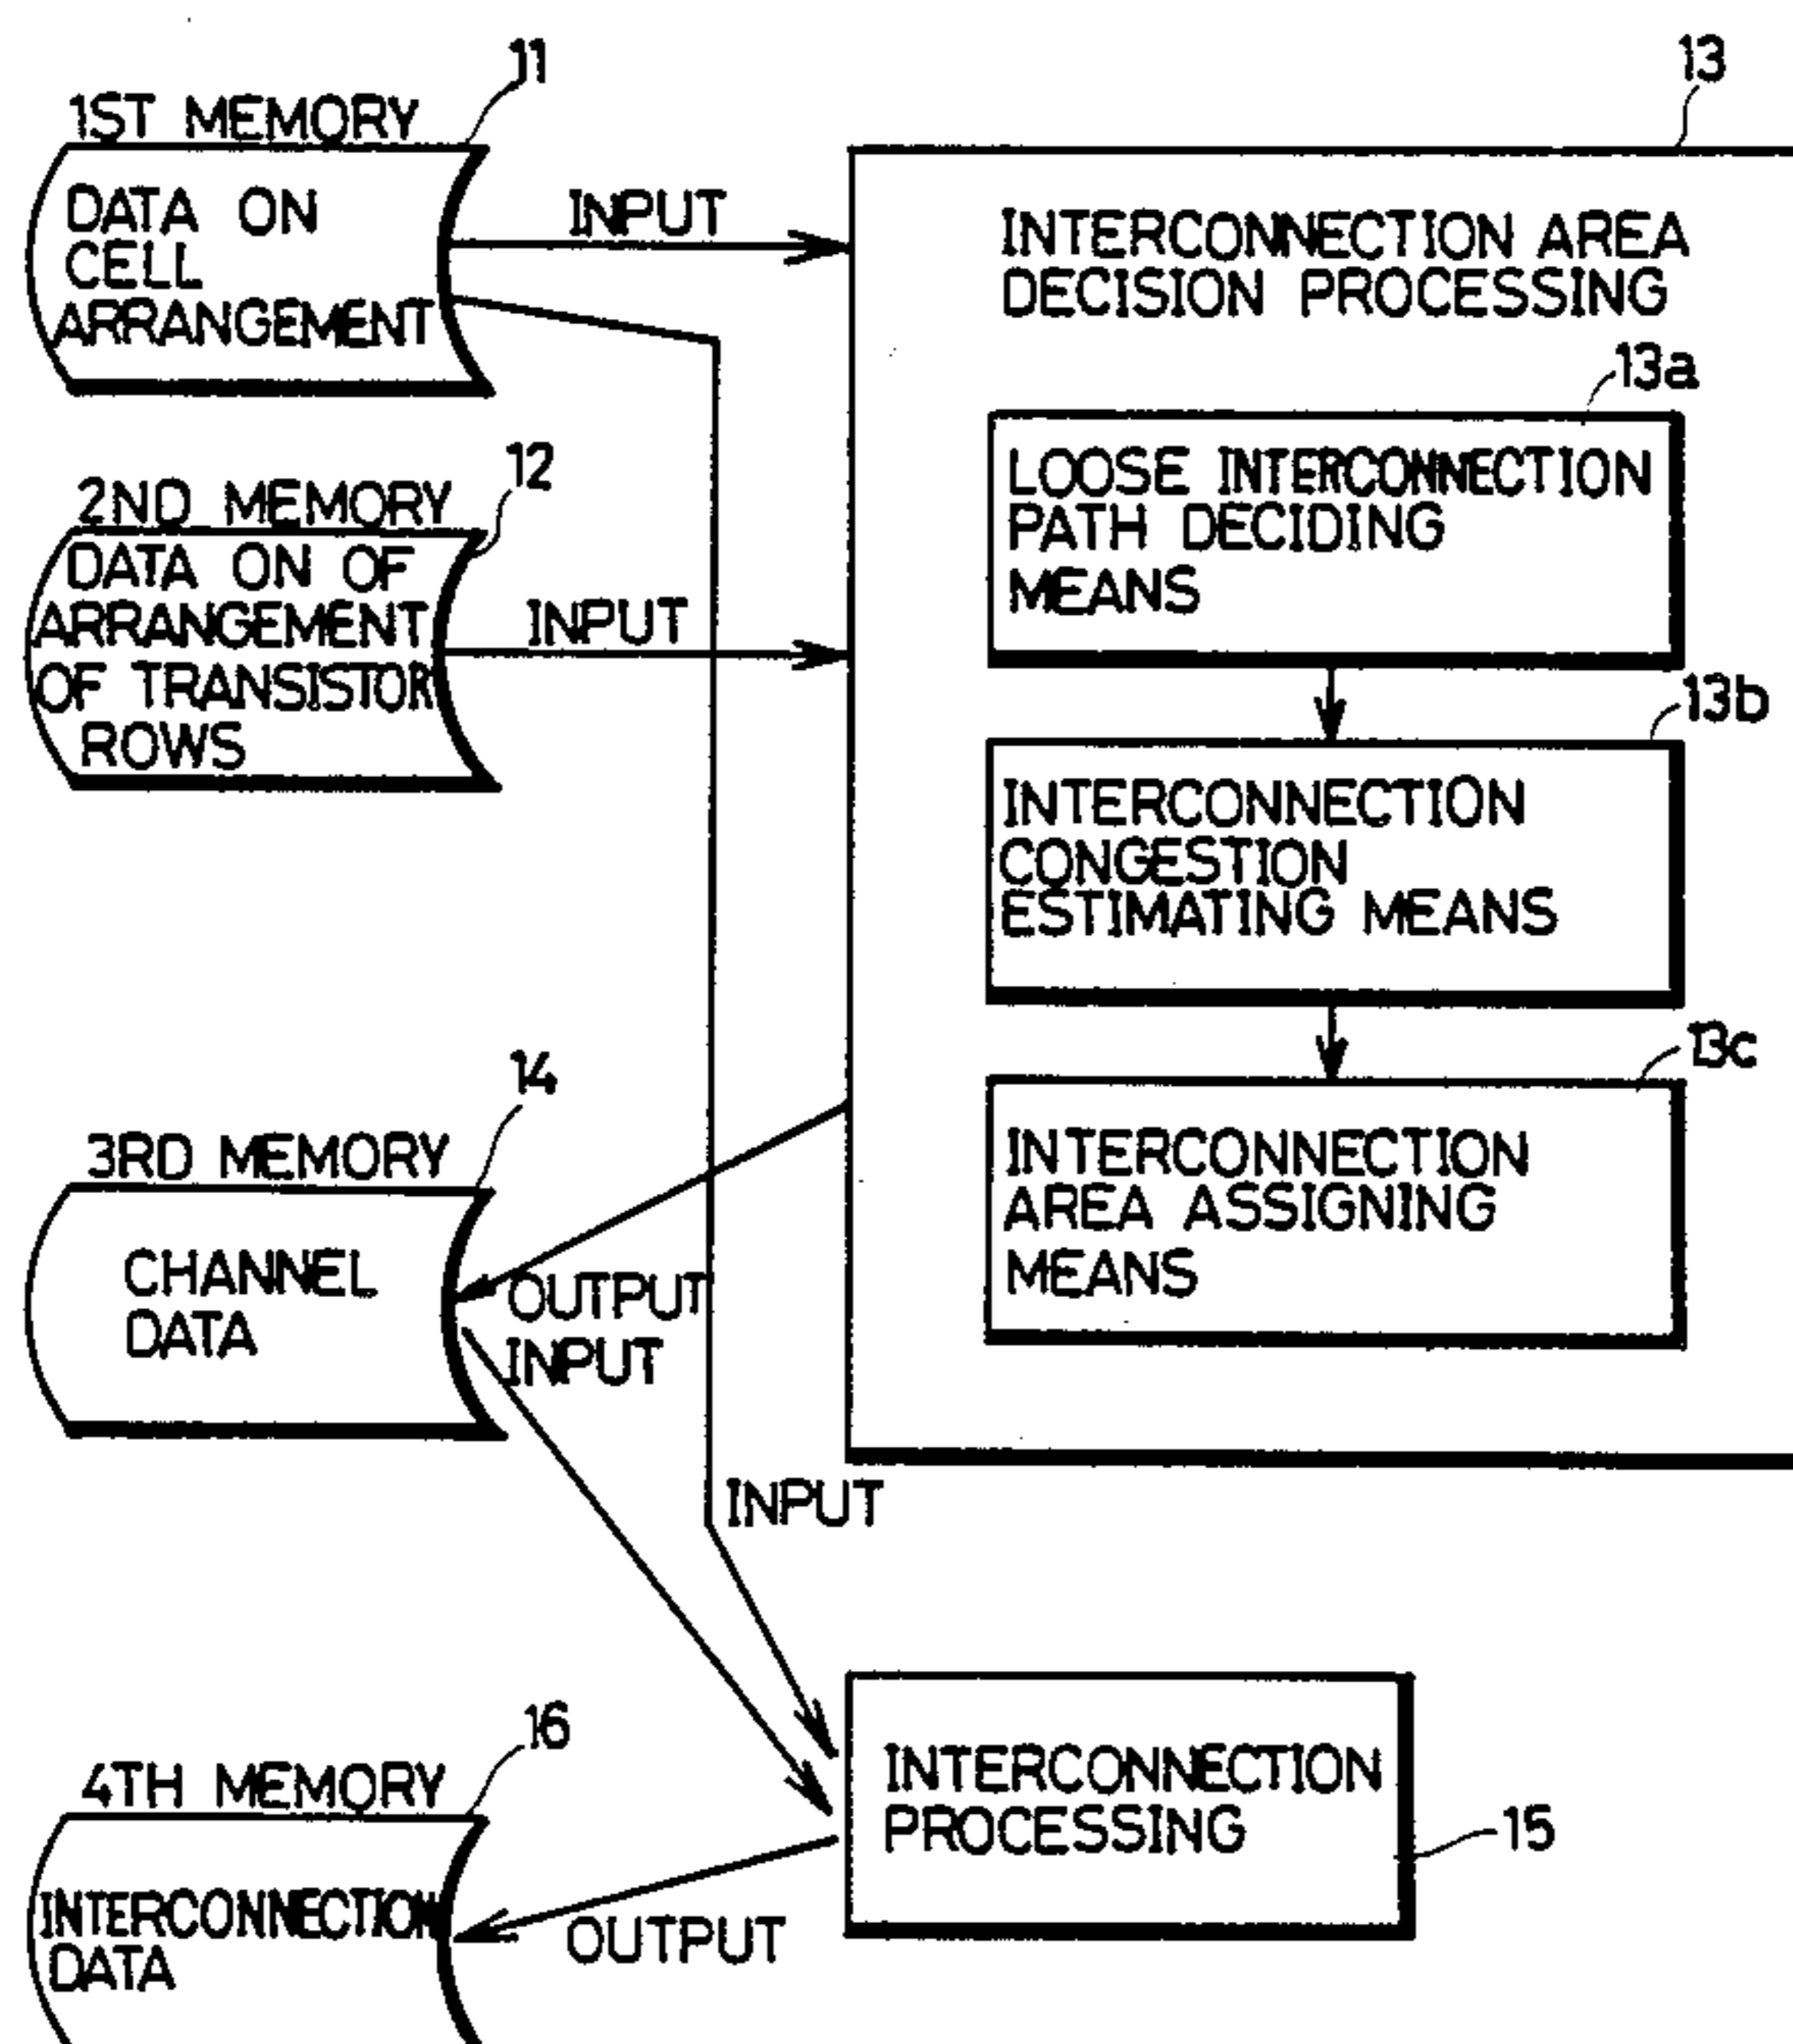 11
1ST MEMORY
DATA ON
CELL
ARRANGEMENT
INPUT
12
2ND MEMORY
DATA ON OF
ARRANGEMENT
OF TRANSISTOR
ROWS
INPUT
13
INTERCONNECTION AREA
DECISION PROCESSING
13a
LOOSE INTERCONNECTION
PATH DECIDING
MEANS
13b
INTERCONNECTION
CONGESTION
ESTIMATING MEANS
13c
INTERCONNECTION
AREA ASSIGNING
MEANS
14
3RD MEMORY
CHANNEL
DATA
OUTPUT
INPUT
INPUT
INTERCONNECTION
PROCESSING
15
16
4TH MEMORY
INTERCONNECTION
DATA
OUTPUT